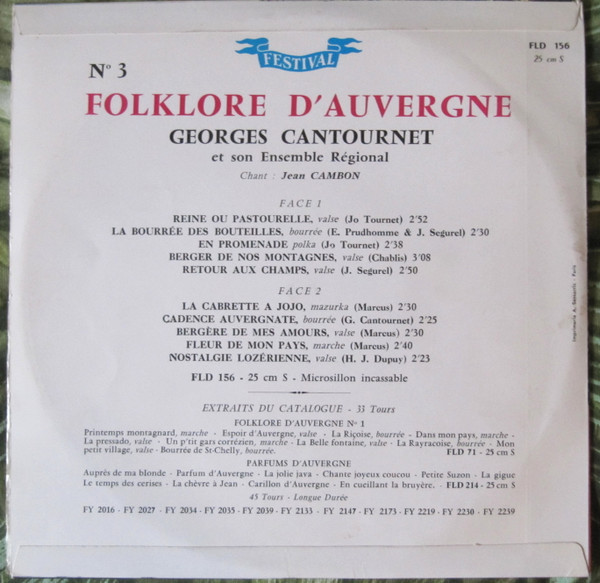 FESTIVAL
FLD 156
25 cm S
Nº 3
FOLKLORE D'AUVERGNE
GEORGES CANTOURNET
et son Ensemble Régional
Chant : Jean CAMBON
FACE 1
REINE OU PASTOURELLE, valse (Jo Tournet) 2'52
LA BOURRÉE DES BOUTEILLES, bourrée (E. Prudhomme & J. Segurel) 2'30
EN PROMENADE polka (Jo Tournet) 2'38
BERGER DE NOS MONTAGNES, valse (Chablis) 3'08
RETOUR AUX CHAMPS, valse (J. Segurel) 2'50
FACE 2
LA CABRETTE A JOJO, mazurka (Marcus) 2'30
CADENCE AUVERGNATE, bourrée (G. Cantournet) 2'25
BERGÈRE DE MES AMOURS, valse (Marcus) 2'30
FLEUR DE MON PAYS, marche (Marcus) 2'40
NOSTALGIE LOZÉRIENNE, valse (H. J. Dupuy) 2'23
FLD 156 - 25 cm S - Microsillon incassable
EXTRAITS DU CATALOGUE - 33 Tours
FOLKLORE D'AUVERGNE Nº 1
Printemps montagnard, marche - Espoir d'Auvergne, valse - La Riçoise, bourrée - Dans mon pays, marche -
La pressado, valse - Un p'tit gars corrézien, marche - La Belle fontaine, valse - La Rayracoise, bourrée - Mon
petit village, valse - Bourrée de St-Chelly, bourrée. FLD 71 - 25 cm S
PARFUMS D'AUVERGNE
Auprès de ma blonde - Parfum d'Auvergne - La jolie java - Chante joyeux coucou - Petite Suzon - La gigue
Le temps des cerises - La chèvre à Jean - Carillon d'Auvergne - En cueillant la bruyère. - FLD 214 - 25 cm S
45 Tours - Longue Durée
FY 2016 - FY 2027 - FY 2034 - FY 2035 - FY 2039 - FY 2133 - FY 2147 - FY 2173 - FY 2219 - FY 2230 - FY 2239
Imprimerie A. - Paris